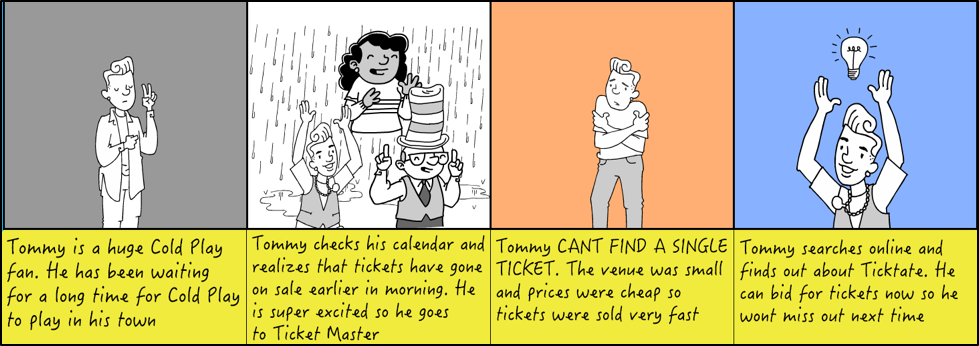 Tommy is a huge Cold Play
fan. He has been waiting
for a long time for Cold Play
to play in his town
Tommy checks his calendar and
realizes that tickets have gone
on sale earlier in morning. He
is super excited so he goes
to Ticket Master
Tommy CANT FIND A SINGLE
TICKET. The venue was small
and prices were cheap so
tickets were sold very fast
Tommy searches online and
finds out about Ticktate. He
can bid for tickets now so he
wont miss out next time